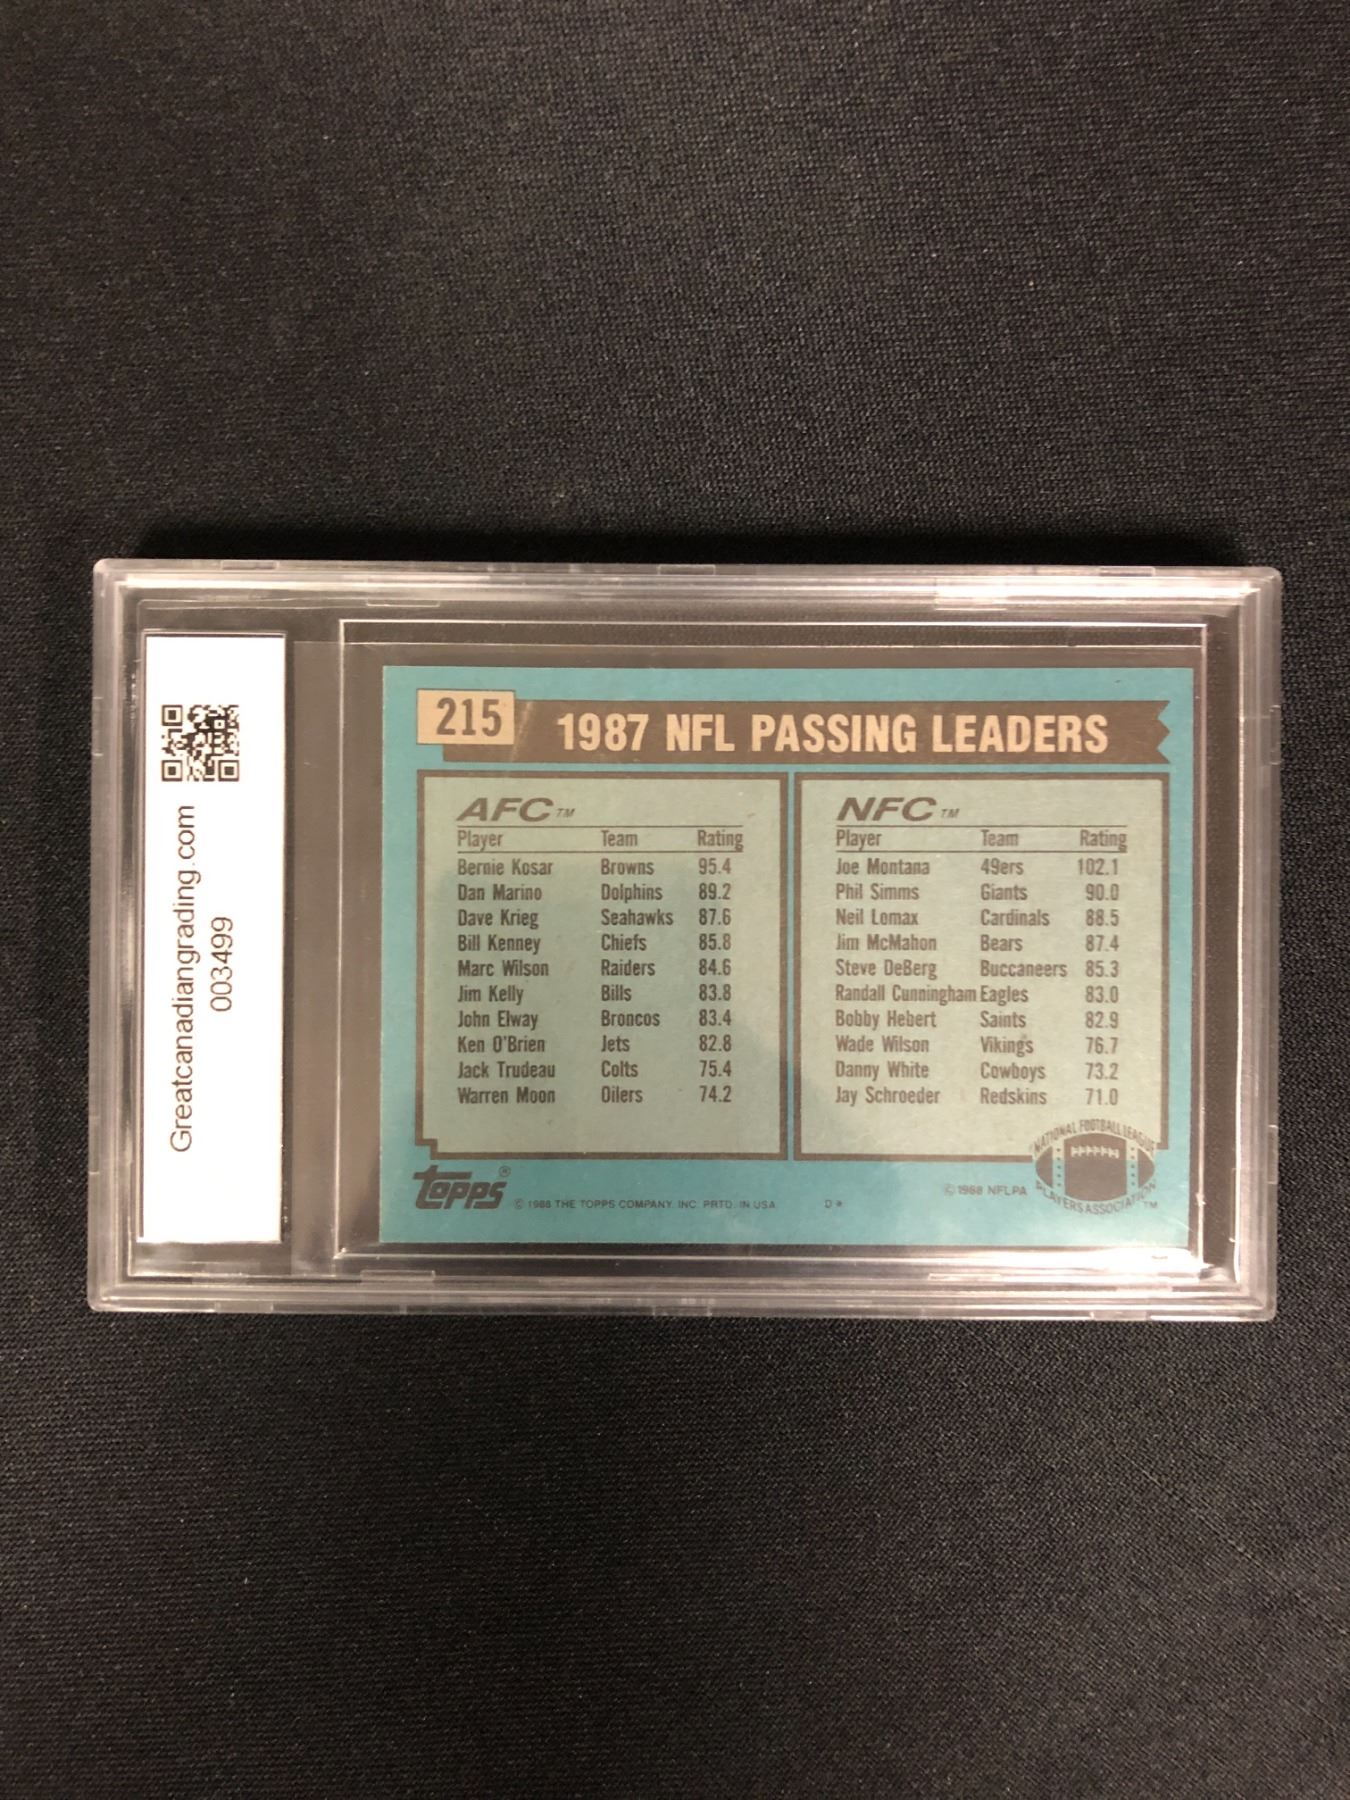 Greatcanadiangrading.com
003499
215
1987 NFL PASSING LEADERS
AFC™
Player Team Rating
Bernie Kosar Browns 95.4
Dan Marino Dolphins 89.2
Dave Krieg Seahawks 87.6
Bill Kenney Chiefs 85.8
Marc Wilson Raiders 84.6
Jim Kelly Bills 83.8
John Elway Broncos 83.4
Ken O'Brien Jets 82.8
Jack Trudeau Colts 75.4
Warren Moon Oilers 74.2
NFC™
Player Team Rating
Joe Montana 49ers 102.1
Phil Simms Giants 90.0
Neil Lomax Cardinals 88.5
Jim McMahon Bears 87.4
Steve DeBerg Buccaneers 85.3
Randall Cunningham Eagles 83.0
Bobby Hebert Saints 82.9
Wade Wilson Vikings 76.7
Danny White Cowboys 73.2
Jay Schroeder Redskins 71.0
topps®
© 1988 THE TOPPS COMPANY, INC. PRTD. IN USA
D*
© 1988 NFLPA
NATIONAL FOOTBALL LEAGUE
PLAYERS ASSOCIATION™